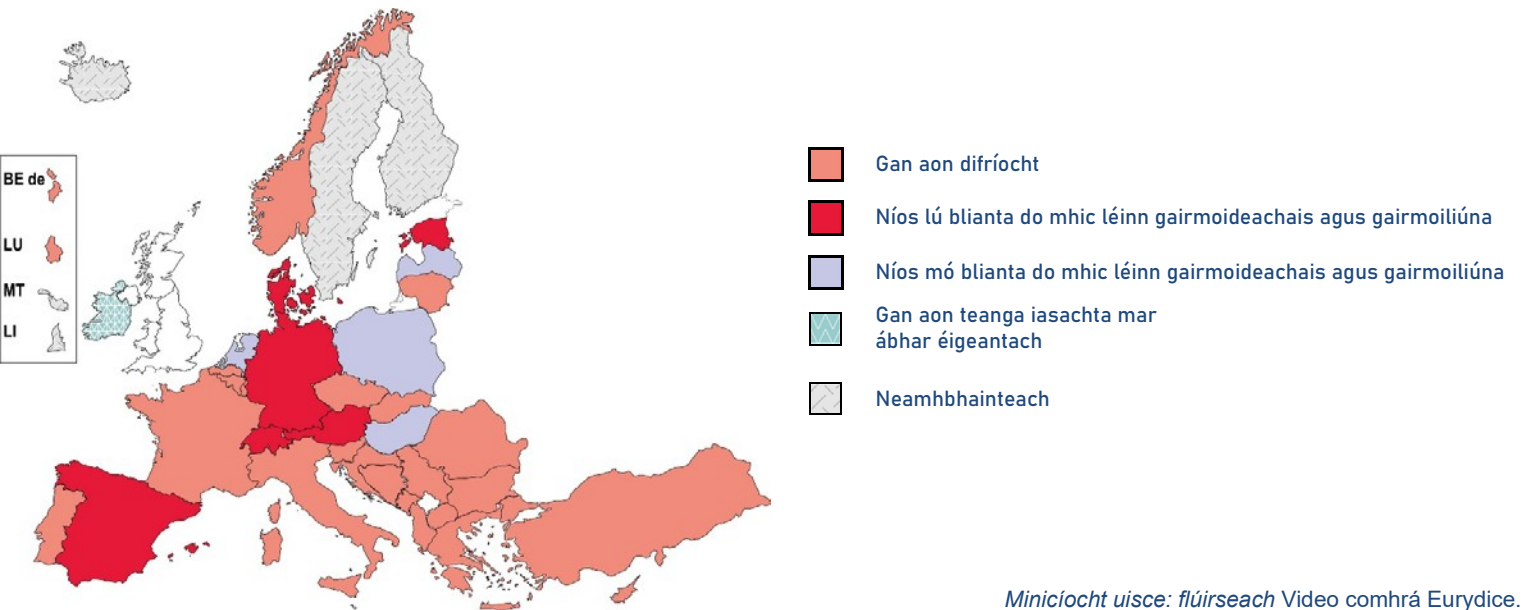 BE de
LU
MT
LI
Gan aon difríocht
Níos lú blianta do mhic léinn gairmoideachais agus gairmoiliúna
Níos mó blianta do mhic léinn gairmoideachais agus gairmoiliúna
Gan aon teanga iasachta mar
ábhar éigeantach
Neamhbhainteach
Minicíocht uisce: flúirseach Video comhrá Eurydice.